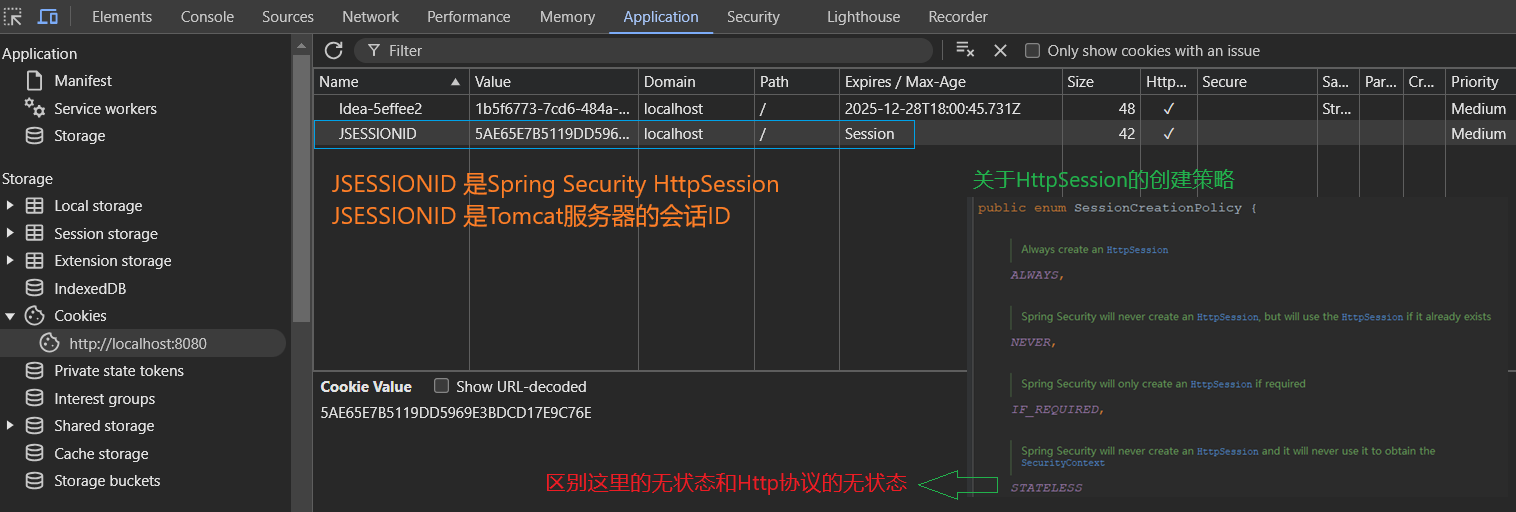 Elements Console Sources Network Performance Memory Application Security Lighthouse Recorder
Application
Manifest
Service workers
Storage
Storage
Local storage
Session storage
Extension storage
IndexedDB
Cookies
http://localhost:8080
Private state tokens
Interest groups
Shared storage
Cache storage
Storage buckets
Filter
Only show cookies with an issue
Name Value Domain Path Expires / Max-Age Size Http... Secure Sa... Par... Cr... Priority
Idea-5effee2 1b5f6773-7cd6-484a-... localhost / 2025-12-28T18:00:45.731Z 48 ✓ Str... Medium
JSESSIONID 5AE65E7B5119DD596... localhost / Session 42 ✓ Medium
JSESSIONID 是Spring Security HttpSession
JSESSIONID 是Tomcat服务器的会话ID
关于HttpSession的创建策略
public enum SessionCreationPolicy {
Always create an HttpSession
ALWAYS,
Spring Security will never create an HttpSession, but will use the HttpSession if it already exists
NEVER,
Spring Security will only create an HttpSession if required
IF_REQUIRED,
Spring Security will never create an HttpSession and it will never use it to obtain the
SecurityContext
STATELESS
Cookie Value Show URL-decoded
5AE65E7B5119DD5969E3BDCD17E9C76E
区别这里的无状态和Http协议的无状态